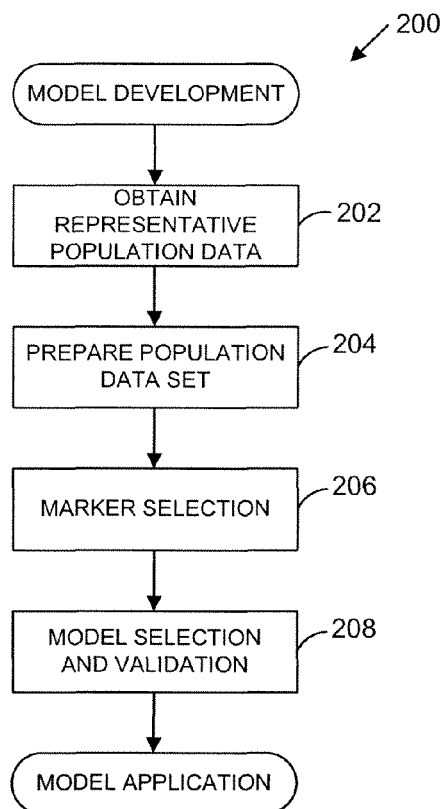 200
MODEL DEVELOPMENT
OBTAIN
REPRESENTATIVE
POPULATION DATA
202
PREPARE POPULATION
DATA SET
204
MARKER SELECTION
206
MODEL SELECTION
AND VALIDATION
208
MODEL APPLICATION